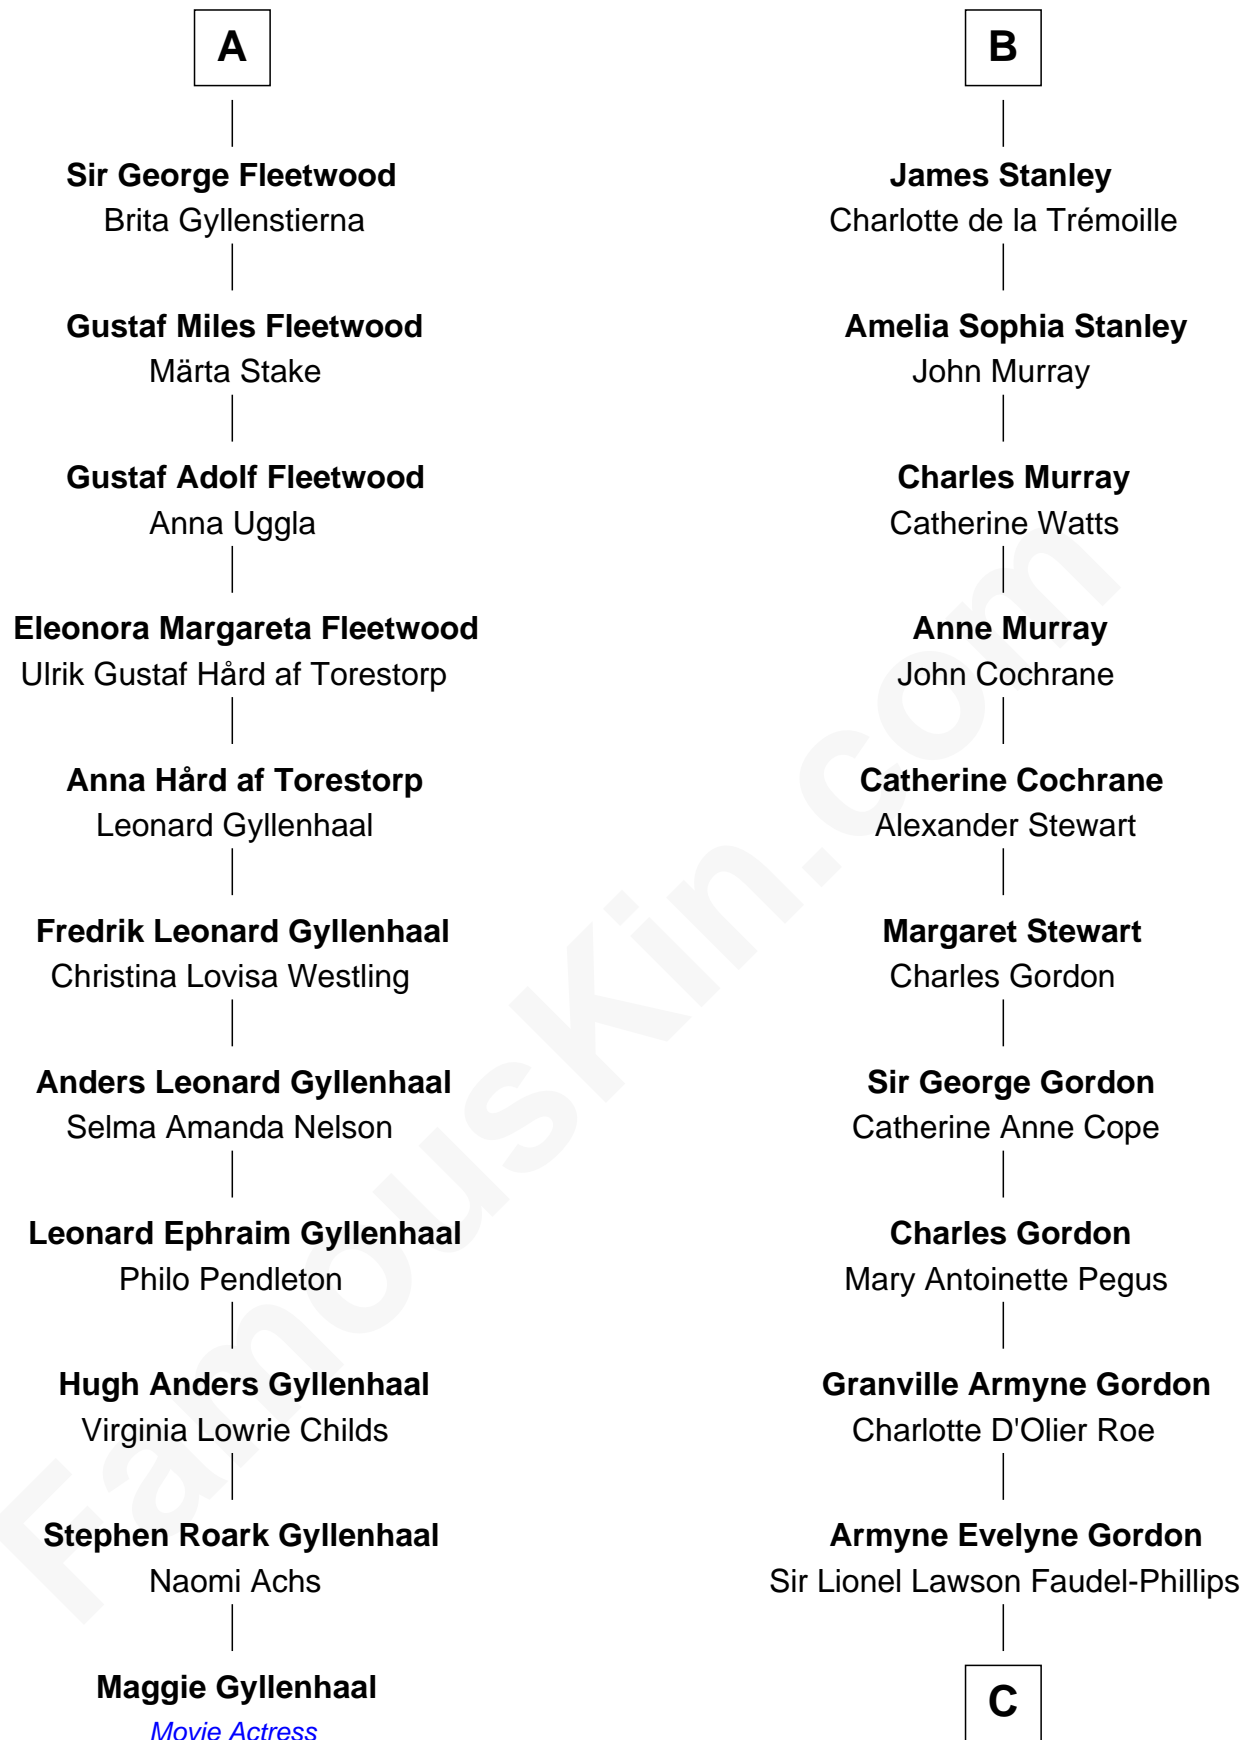 A
Sir George Fleetwood
Brita Gyllenstierna
Gustaf Miles Fleetwood
Märta Stake
Gustaf Adolf Fleetwood
Anna Uggla
Eleonora Margareta Fleetwood
Ulrik Gustaf Hård af Torestorp
Anna Hård af Torestorp
Leonard Gyllenhaal
Fredrik Leonard Gyllenhaal
Christina Lovisa Westling
Anders Leonard Gyllenhaal
Selma Amanda Nelson
Leonard Ephraim Gyllenhaal
Philo Pendleton
Hugh Anders Gyllenhaal
Virginia Lowrie Childs
Stephen Roark Gyllenhaal
Naomi Achs
Maggie Gyllenhaal
Movie Actress
B
James Stanley
Charlotte de la Trémoille
Amelia Sophia Stanley
John Murray
Charles Murray
Catherine Watts
Anne Murray
John Cochrane
Catherine Cochrane
Alexander Stewart
Margaret Stewart
Charles Gordon
Sir George Gordon
Catherine Anne Cope
Charles Gordon
Mary Antoinette Pegus
Granville Armyne Gordon
Charlotte D'Olier Roe
Armyne Evelyne Gordon
Sir Lionel Lawson Faudel-Phillips
C
FamousKin.com